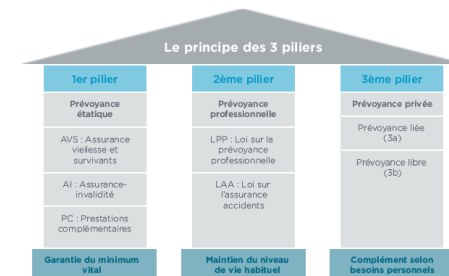 Le principe des 3 piliers
1er pilier
Prévoyance
étatique
AVS : Assurance
vieillesse et
survivants
AI : Assurance-
invalidité
PC : Prestations
complémentaires
Garantie du minimum
vital
2ème pilier
Prévoyance
professionnelle
LPP : Loi sur la
prévoyance
professionnelle
LAA : Loi sur
l'assurance
accidents
Maintien du niveau
de vie habituel
3ème pilier
Prévoyance privée
Prévoyance liée
(3a)
Prévoyance libre
(3b)
Complément selon
besoins personnels